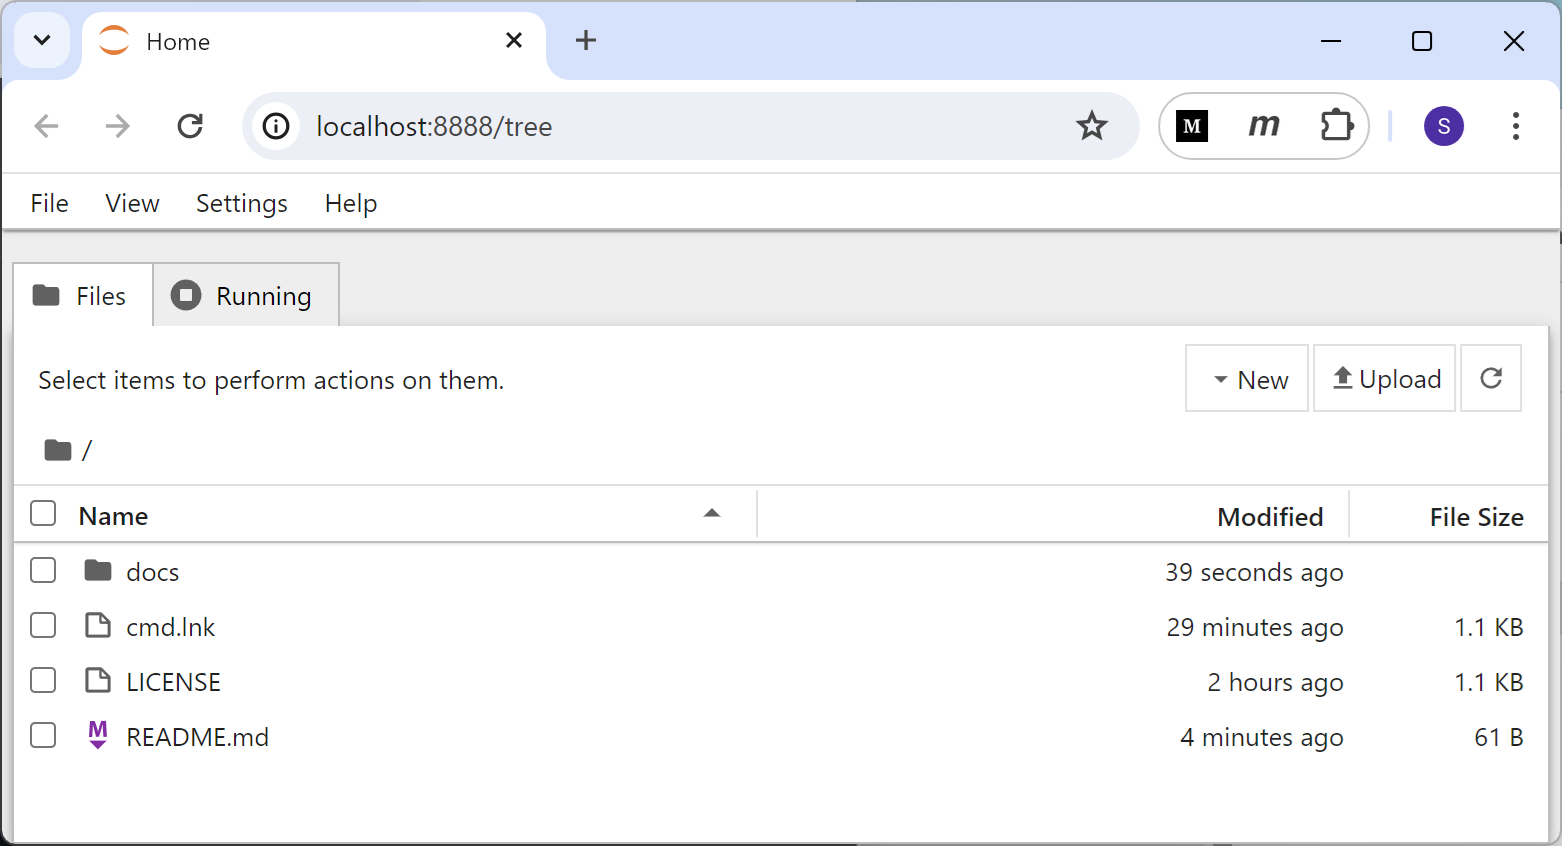 Home
localhost:8888/tree
M
m
S
File View Settings Help
Files Running
Select items to perform actions on them.
New Upload
/
Name Modified File Size
docs 39 seconds ago
cmd.lnk 29 minutes ago 1.1 KB
LICENSE 2 hours ago 1.1 KB
M README.md 4 minutes ago 61 B